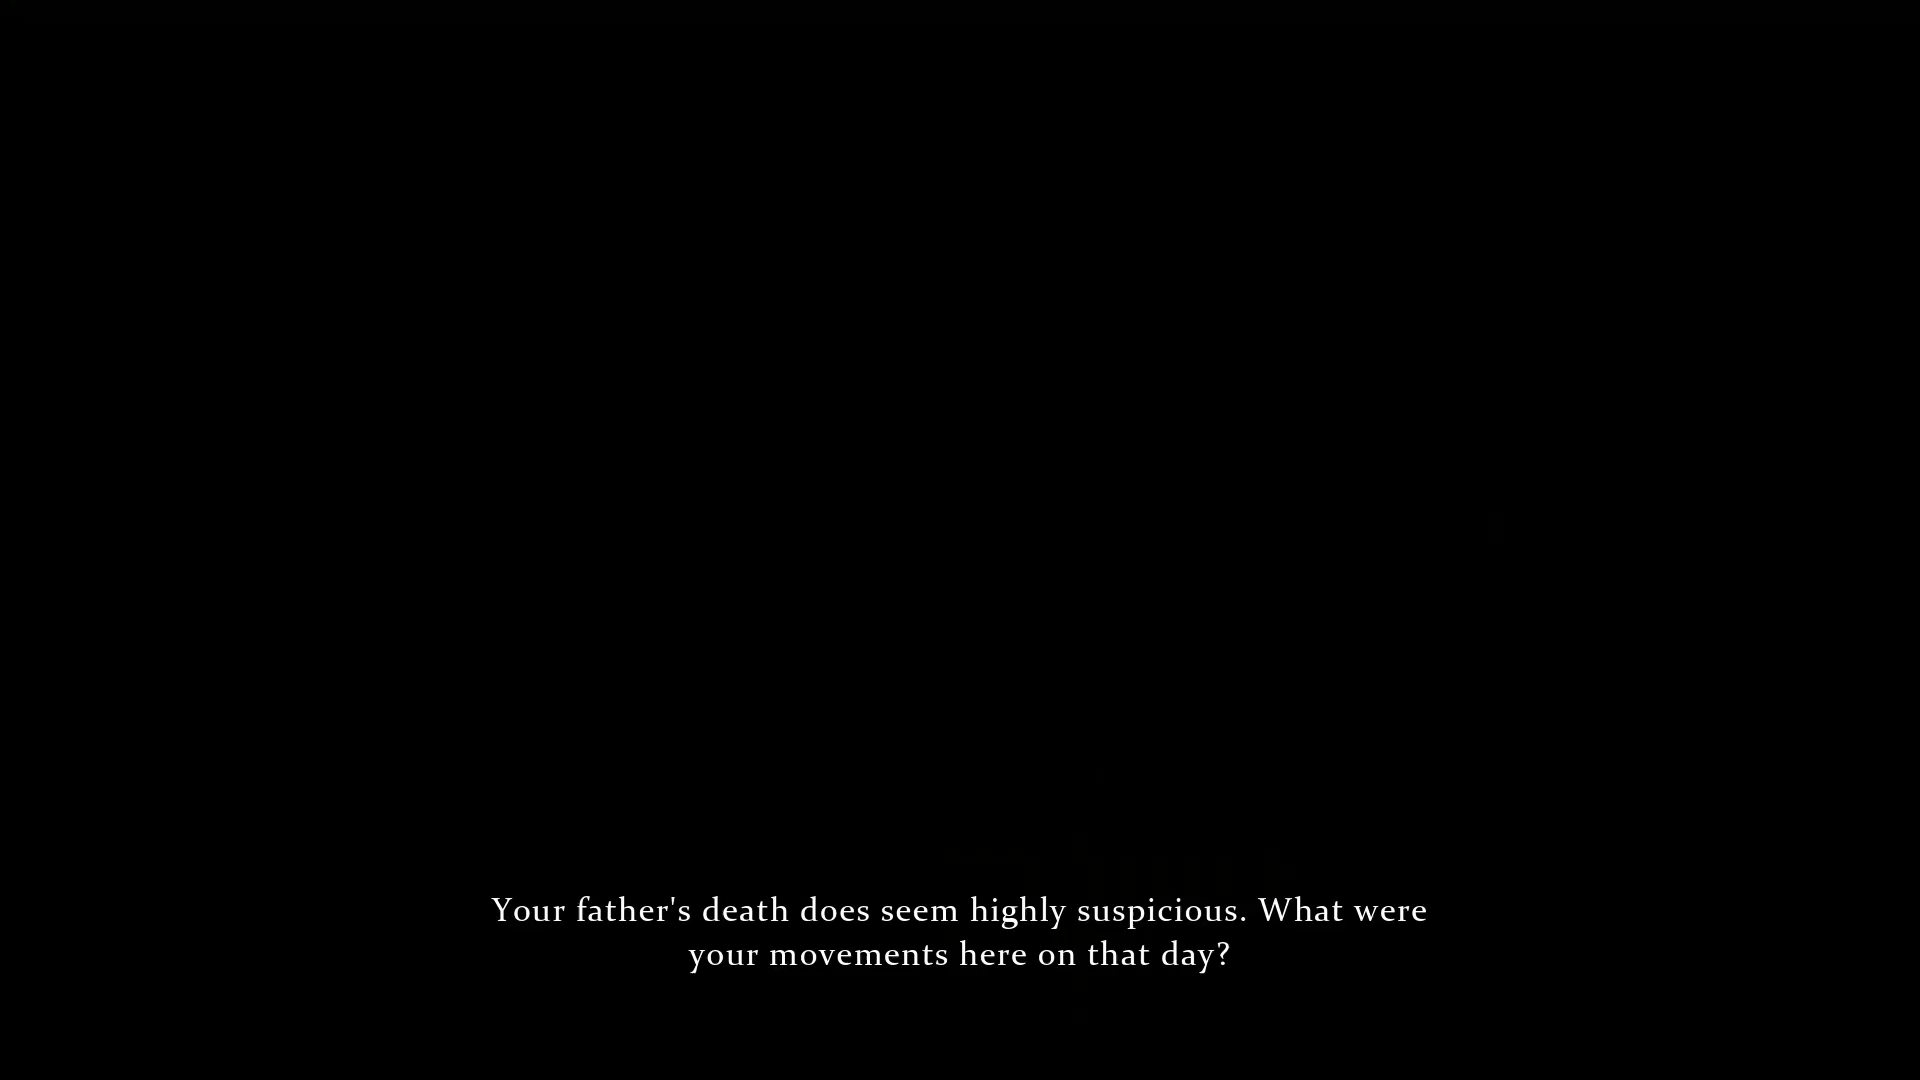 Your father's death does seem highly suspicious. What were
your movements here on that day?